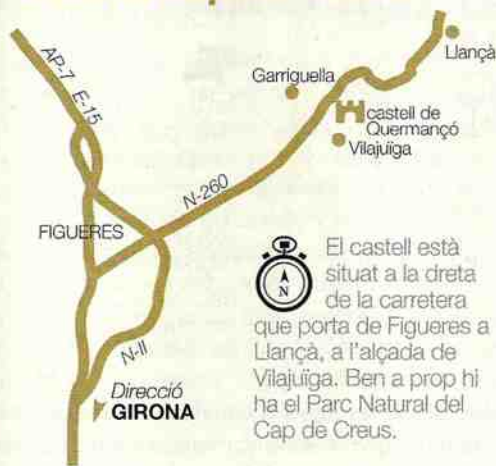 AP-7 E-15
Llançà
Garriguella
castell de
Quermançó
Vilajuïga
N-260
FIGUERES
N-II
Direcció
GIRONA
N
El castell està
situat a la dreta
de la carretera
que porta de Figueres a
Llançà, a l'alçada de
Vilajuïga. Ben a prop hi
ha el Parc Natural del
Cap de Creus.